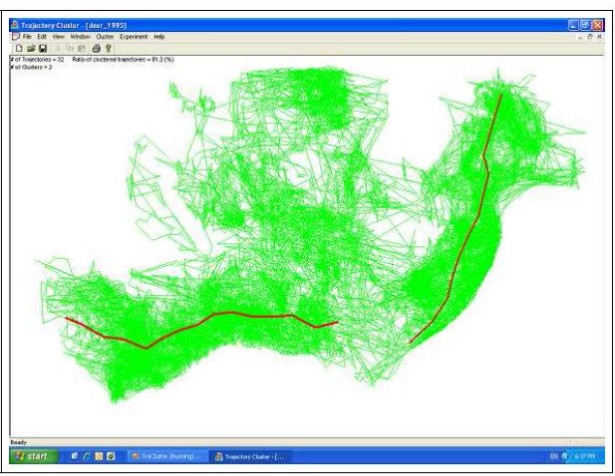 Trajectory Cluster - [deer_1995]
File Edit View Window Cluster Experiment Help
# of Trajectories = 32 Ratio of clustered trajectories = 81.3 (%)
# of Clusters = 2
Ready
start
TraCluster (Running)...
Trajectory Cluster - [...
EN